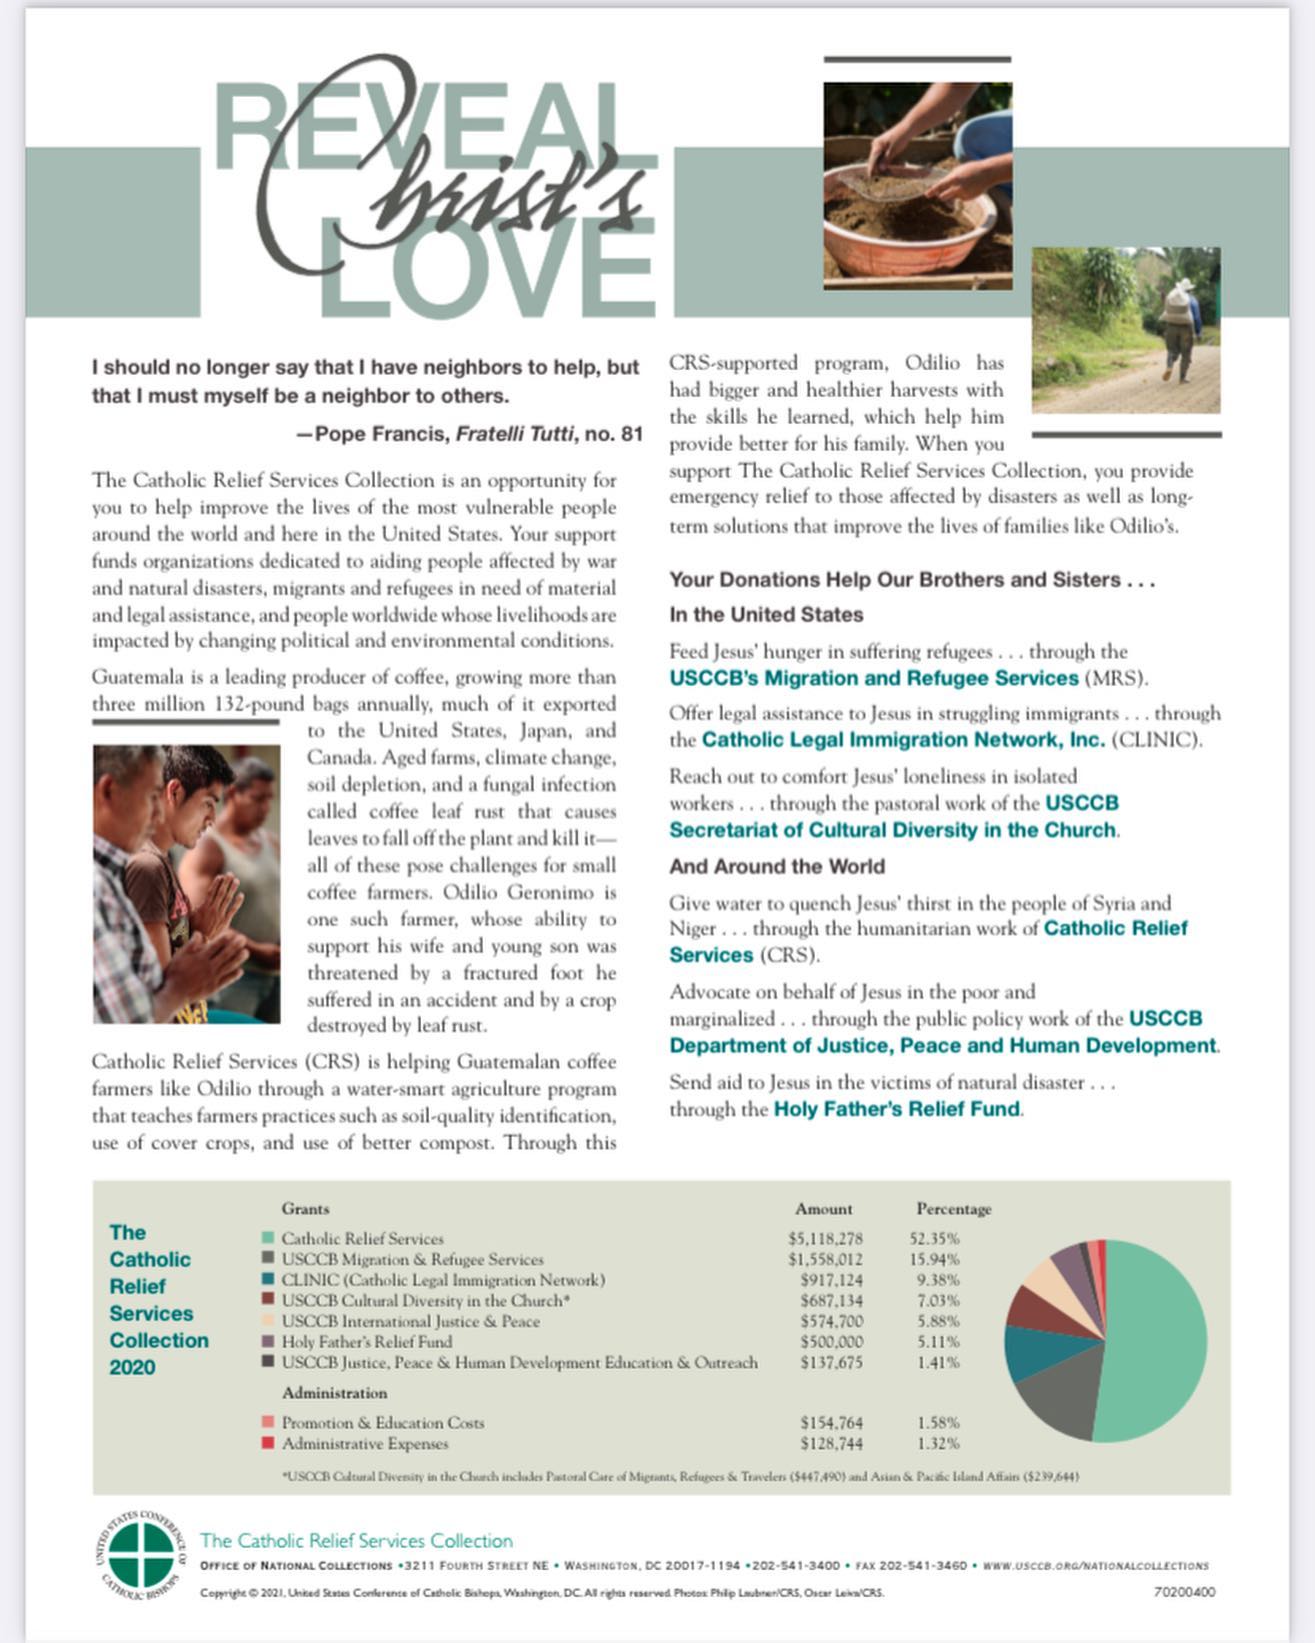 REVEAL
Christ's
LOVE
I should no longer say that I have neighbors to help, but
that I must myself be a neighbor to others.
—Pope Francis, Fratelli Tutti, no. 81
The Catholic Relief Services Collection is an opportunity for
you to help improve the lives of the most vulnerable people
around the world and here in the United States. Your support
funds organizations dedicated to aiding people affected by war
and natural disasters, migrants and refugees in need of material
and legal assistance, and people worldwide whose livelihoods are
impacted by changing political and environmental conditions.
Guatemala is a leading producer of coffee, growing more than
three million 132-pound bags annually, much of it exported
to the United States, Japan, and
Canada. Aged farms, climate change,
soil depletion, and a fungal infection
called coffee leaf rust that causes
leaves to fall off the plant and kill it—
all of these pose challenges for small
coffee farmers. Odilio Geronimo is
one such farmer, whose ability to
support his wife and young son was
threatened by a fractured foot he
suffered in an accident and by a crop
destroyed by leaf rust.
Catholic Relief Services (CRS) is helping Guatemalan coffee
farmers like Odilio through a water-smart agriculture program
that teaches farmers practices such as soil-quality identification,
use of cover crops, and use of better compost. Through this
CRS-supported program, Odilio has
had bigger and healthier harvests with
the skills he learned, which help him
provide better for his family. When you
support The Catholic Relief Services Collection, you provide
emergency relief to those affected by disasters as well as long-
term solutions that improve the lives of families like Odilio's.
Your Donations Help Our Brothers and Sisters . . .
In the United States
Feed Jesus' hunger in suffering refugees . . . through the
USCCB's Migration and Refugee Services (MRS).
Offer legal assistance to Jesus in struggling immigrants . . . through
the Catholic Legal Immigration Network, Inc. (CLINIC).
Reach out to comfort Jesus' loneliness in isolated
workers . . . through the pastoral work of the USCCB
Secretariat of Cultural Diversity in the Church.
And Around the World
Give water to quench Jesus' thirst in the people of Syria and
Niger . . . through the humanitarian work of Catholic Relief
Services (CRS).
Advocate on behalf of Jesus in the poor and
marginalized . . . through the public policy work of the USCCB
Department of Justice, Peace and Human Development.
Send aid to Jesus in the victims of natural disaster . . .
through the Holy Father's Relief Fund.
The
Catholic
Relief
Services
Collection
2020
Grants Amount Percentage
Catholic Relief Services $5,118,278 52.35%
USCCB Migration & Refugee Services $1,558,012 15.94%
CLINIC (Catholic Legal Immigration Network) $917,124 9.38%
USCCB Cultural Diversity in the Church* $687,134 7.03%
USCCB International Justice & Peace $574,700 5.88%
Holy Father's Relief Fund $500,000 5.11%
USCCB Justice, Peace & Human Development Education & Outreach $137,675 1.41%
Administration
Promotion & Education Costs $154,764 1.58%
Administrative Expenses $128,744 1.32%
*USCCB Cultural Diversity in the Church includes Pastoral Care of Migrants, Refugees & Travelers ($447,490) and Asian & Pacific Island Affairs ($239,644)
UNITED STATES CONFERENCE OF CATHOLIC BISHOPS
The Catholic Relief Services Collection
OFFICE OF NATIONAL COLLECTIONS • 3211 FOURTH STREET NE • WASHINGTON, DC 20017-1194 • 202-541-3400 • FAX 202-541-3460 • WWW.USCCB.ORG/NATIONALCOLLECTIONS
Copyright © 2021, United States Conference of Catholic Bishops, Washington, DC. All rights reserved. Photos: Philip Laubner/CRS, Oscar Leiva/CRS.
70200400